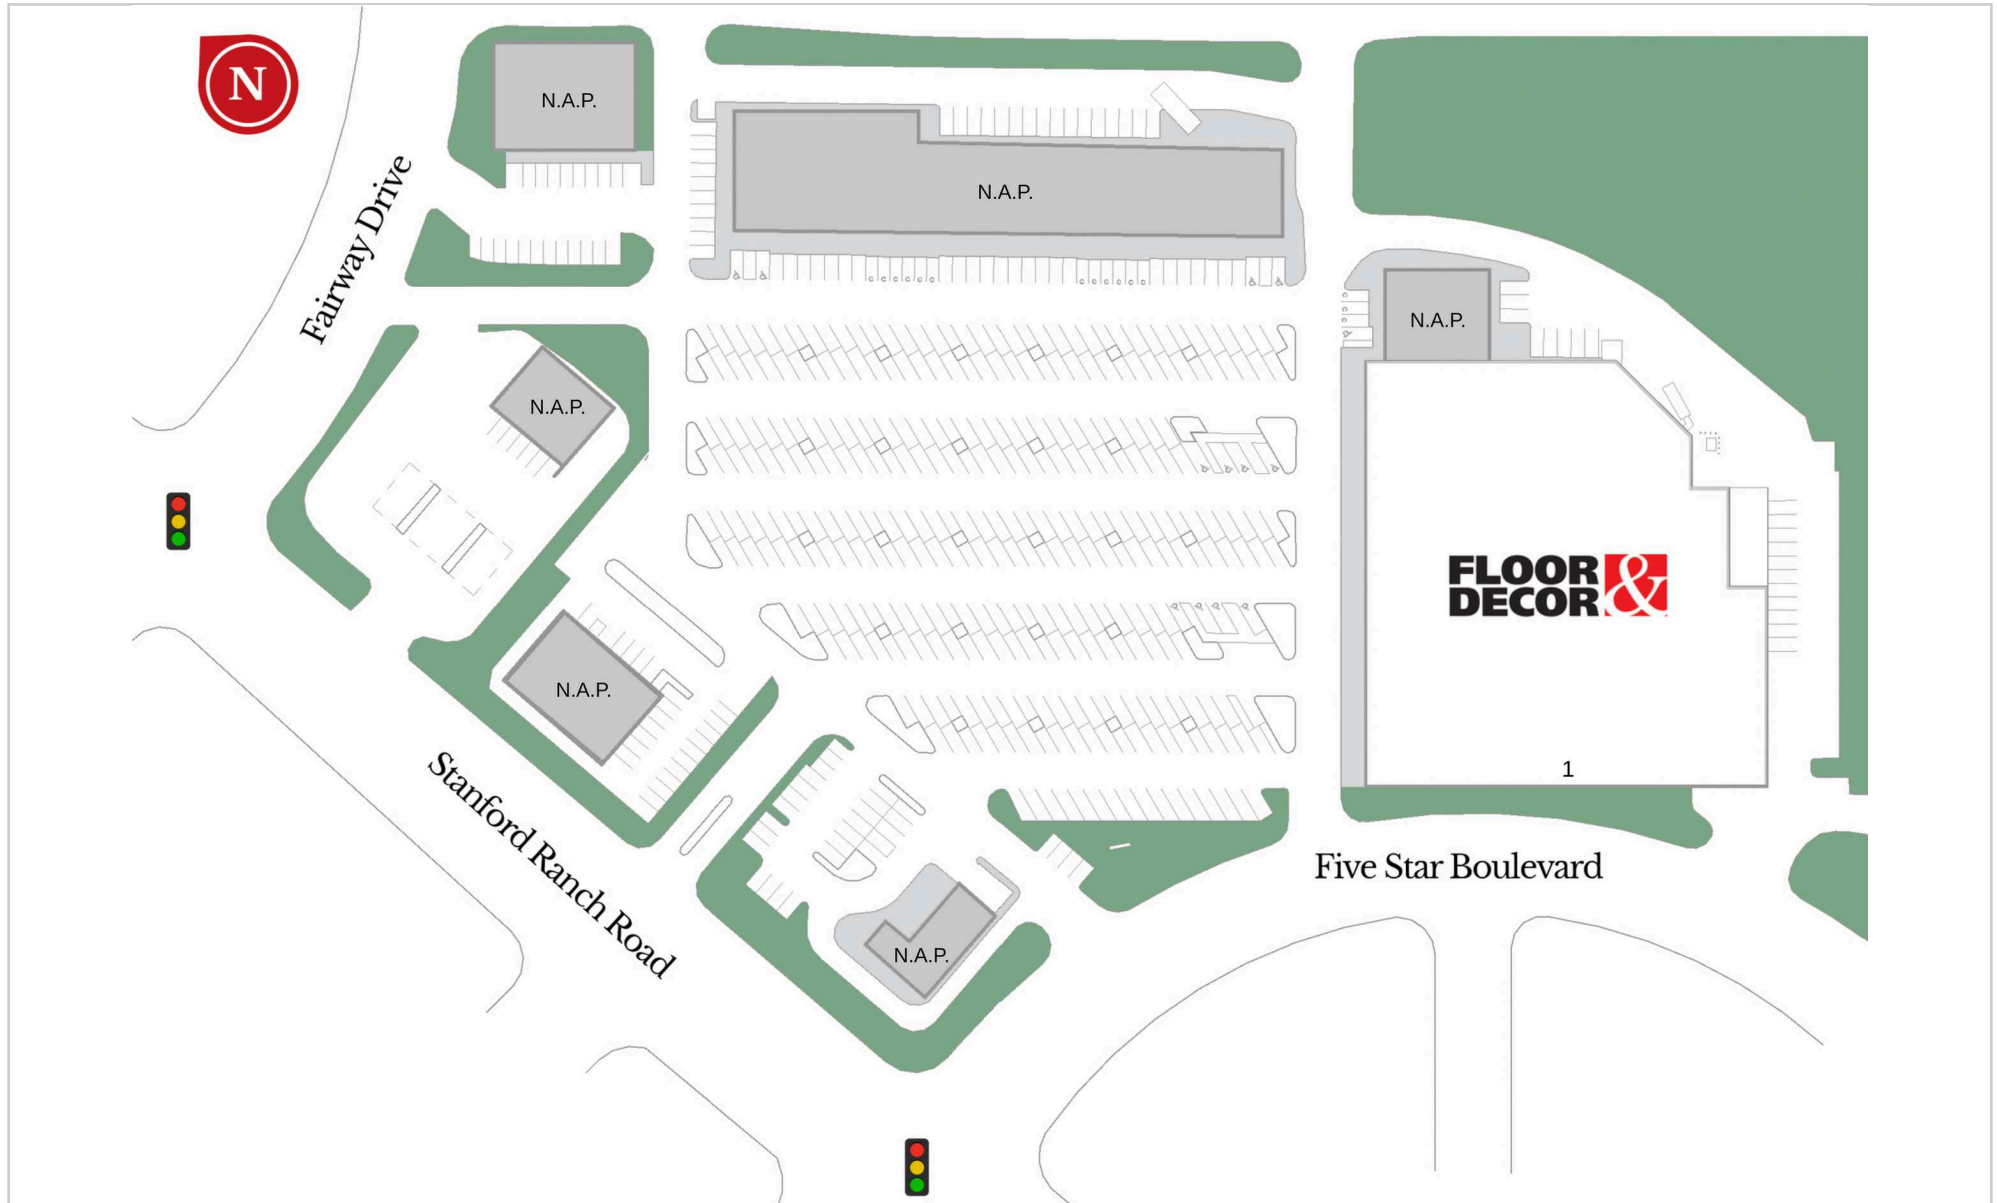 N
N.A.P.
N.A.P.
Fairway Drive
N.A.P.
N.A.P.
FLOOR &
DECOR
N.A.P.
1
Stanford Ranch Road
Five Star Boulevard
N.A.P.